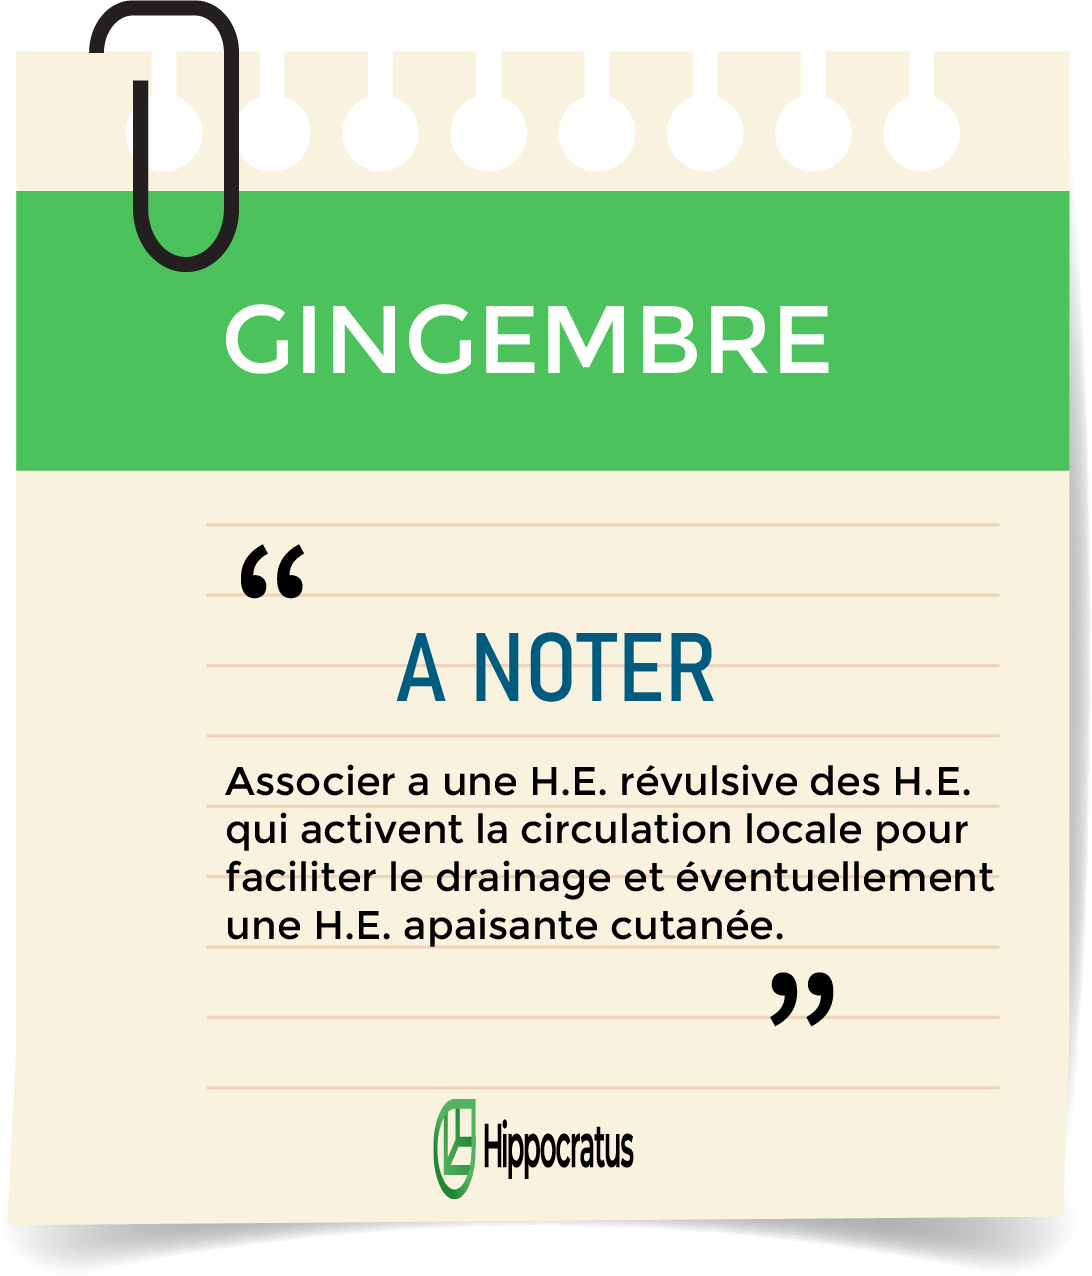 GINGEMBRE
“
A NOTER
Associer a une H.E. révulsive des H.E.
qui activent la circulation locale pour
faciliter le drainage et éventuellement
une H.E. apaisante cutanée.
”
Hippocratus